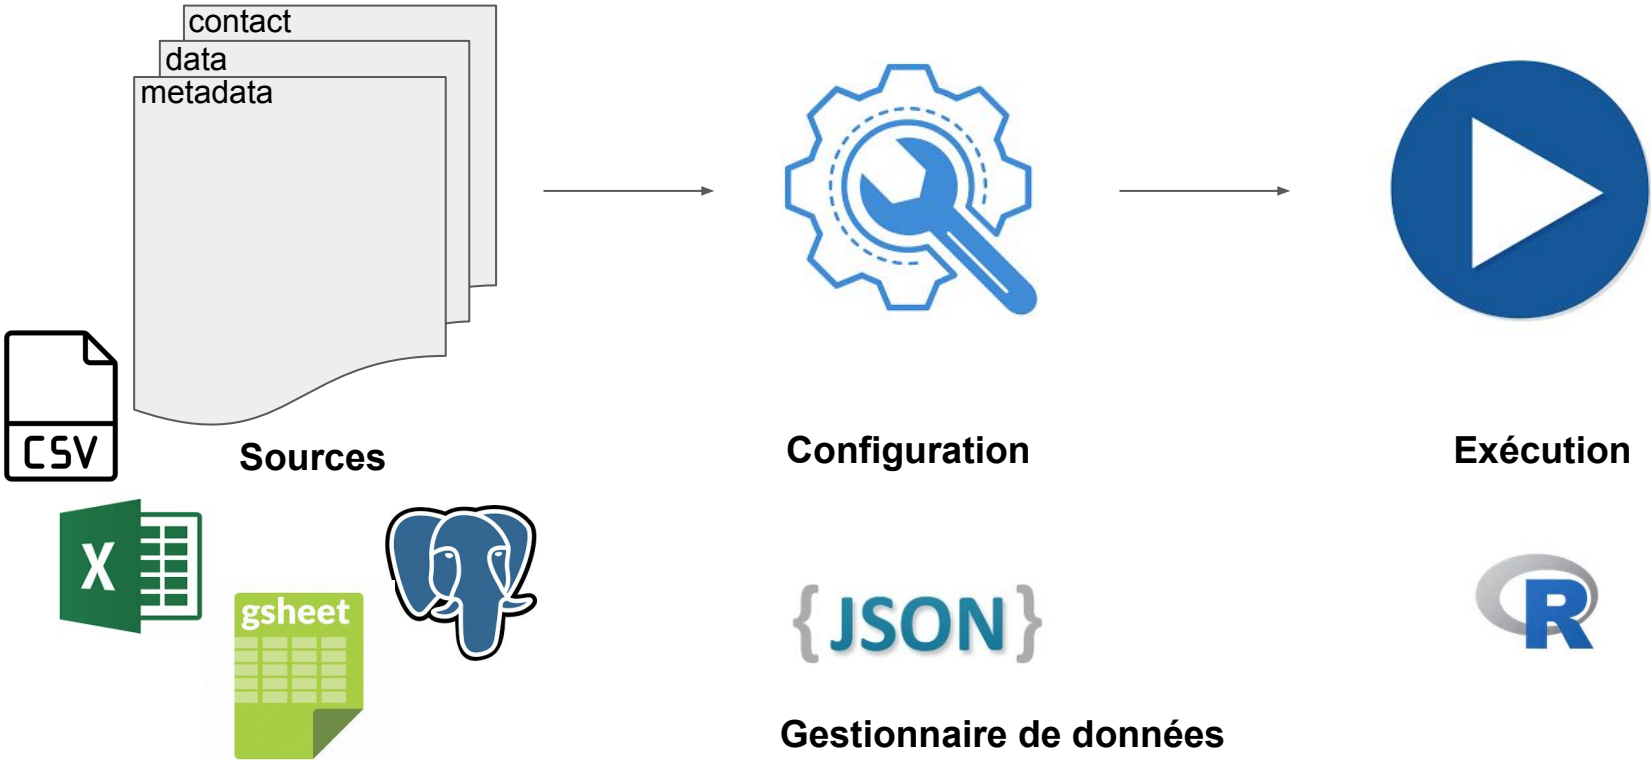 contact
data
metadata
CSV
Sources
Configuration
Exécution
X
gsheet
{JSON}
R
Gestionnaire de données